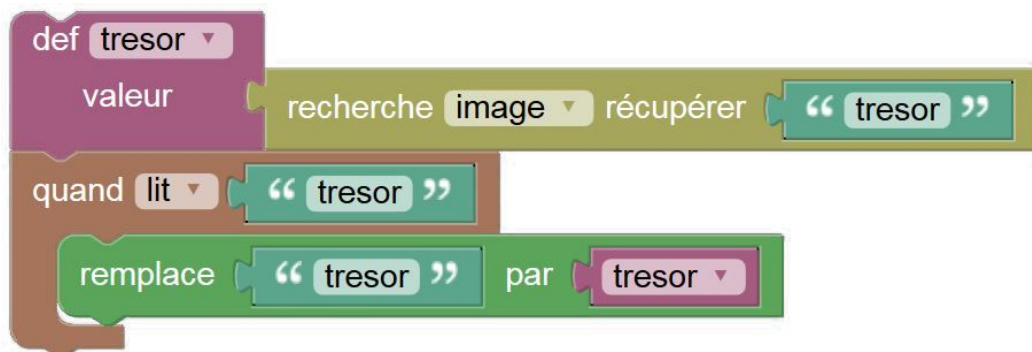 def tresor
valeur recherche image récupérer “ tresor ”
quand lit “ tresor ”
remplace “ tresor ” par tresor